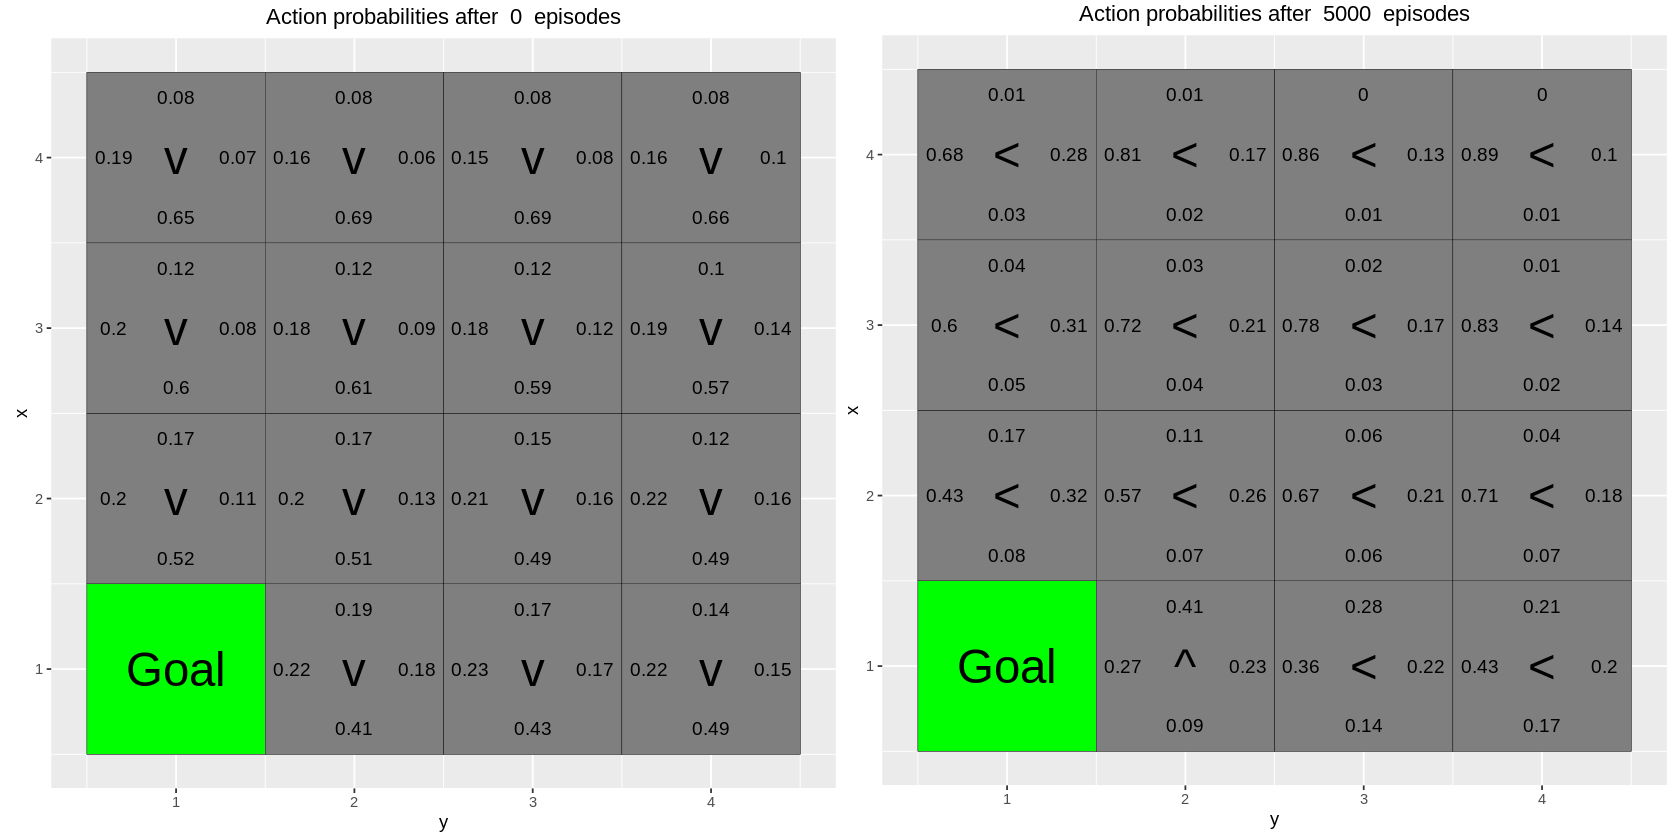 Action probabilities after 0 episodes
0.08 0.08 0.08 0.08
4 0.19 v 0.07 0.16 v 0.06 0.15 v 0.08 0.16 v 0.1
0.65 0.69 0.69 0.66
0.12 0.12 0.12 0.1
3 0.2 v 0.08 0.18 v 0.09 0.18 v 0.12 0.19 v 0.14
0.6 0.61 0.59 0.57
x
0.17 0.17 0.15 0.12
2 0.2 v 0.11 0.2 v 0.13 0.21 v 0.16 0.22 v 0.16
0.52 0.51 0.49 0.49
0.19 0.17 0.14
1 Goal 0.22 v 0.18 0.23 v 0.17 0.22 v 0.15
0.41 0.43 0.49
1 2 3 4
y
Action probabilities after 5000 episodes
0.01 0.01 0 0
4 0.68 < 0.28 0.81 < 0.17 0.86 < 0.13 0.89 < 0.1
0.03 0.02 0.01 0.01
0.04 0.03 0.02 0.01
3 0.6 < 0.31 0.72 < 0.21 0.78 < 0.17 0.83 < 0.14
0.05 0.04 0.03 0.02
x
0.17 0.11 0.06 0.04
2 0.43 < 0.32 0.57 < 0.26 0.67 < 0.21 0.71 < 0.18
0.08 0.07 0.06 0.07
0.41 0.28 0.21
1 Goal 0.27 ^ 0.23 0.36 < 0.22 0.43 < 0.2
0.09 0.14 0.17
1 2 3 4
y